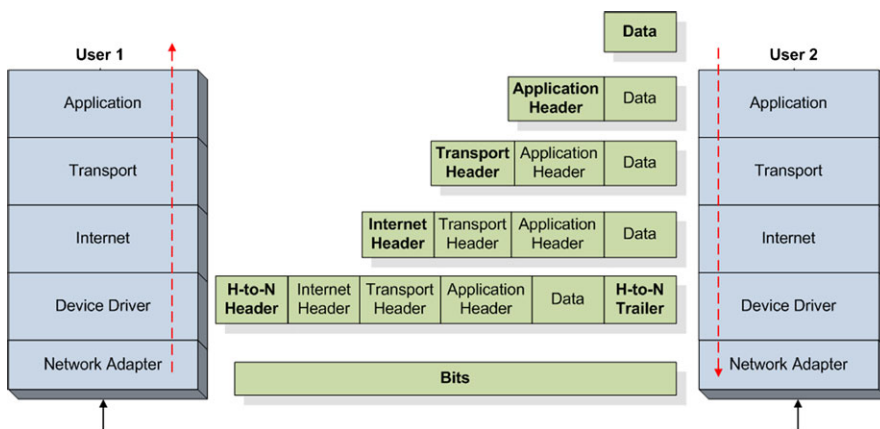 User 1
Application
Transport
Internet
Device Driver
Network Adapter
Data
Application
Header
Data
Transport
Header
Application
Header
Data
Internet
Header
Transport
Header
Application
Header
Data
H-to-N
Header
Internet
Header
Transport
Header
Application
Header
Data
H-to-N
Trailer
Bits
User 2
Application
Transport
Internet
Device Driver
Network Adapter